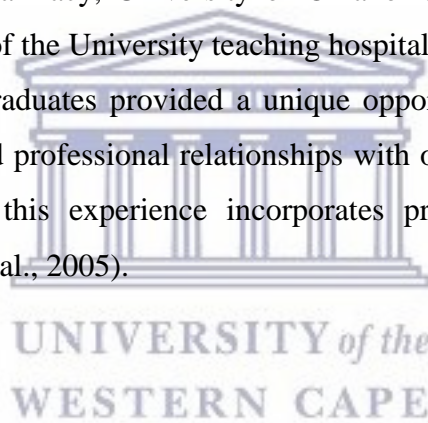 of the University teaching hospital
raduates provided a unique oppor
d professional relationships with o
this experience incorporates pr
al., 2005).
UNIVERSITY of the
WESTERN CAPE